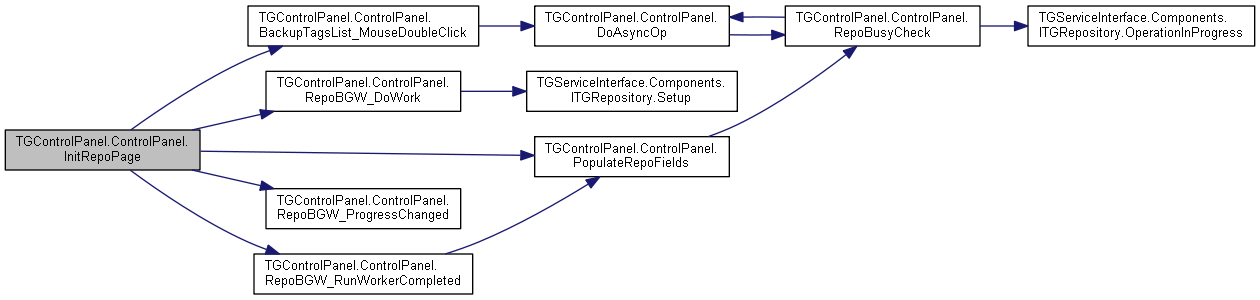 TGControlPanel.ControlPanel.
BackupTagsList_MouseDoubleClick
TGControlPanel.ControlPanel.
DoAsyncOp
TGControlPanel.ControlPanel.
RepoBusyCheck
TGServiceInterface.Components.
ITGRepository.OperationInProgress
TGControlPanel.ControlPanel.
RepoBGW_DoWork
TGServiceInterface.Components.
ITGRepository.Setup
TGControlPanel.ControlPanel.
InitRepoPage
TGControlPanel.ControlPanel.
PopulateRepoFields
TGControlPanel.ControlPanel.
RepoBGW_ProgressChanged
TGControlPanel.ControlPanel.
RepoBGW_RunWorkerCompleted